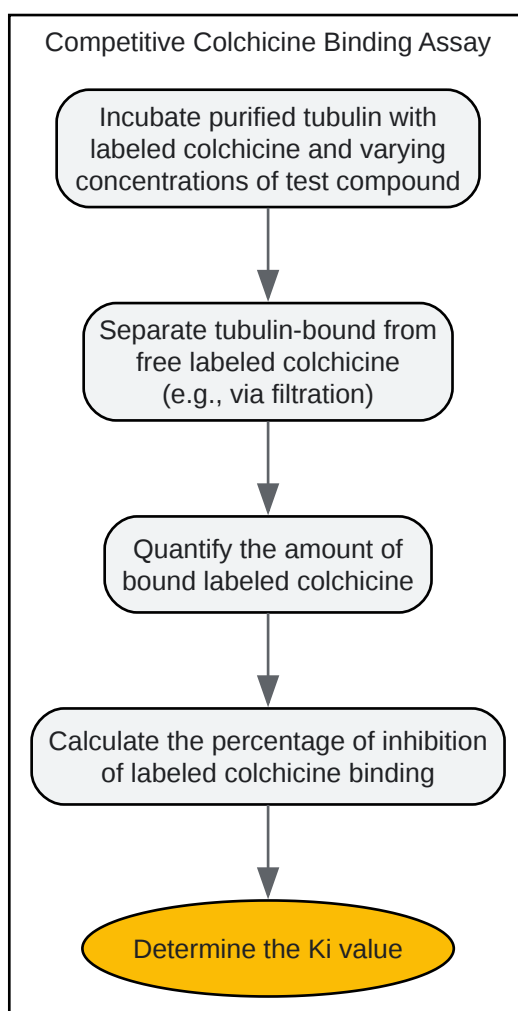 Competitive Colchicine Binding Assay
Incubate purified tubulin with
labeled colchicine and varying
concentrations of test compound
Separate tubulin-bound from
free labeled colchicine
(e.g., via filtration)
Quantify the amount of
bound labeled colchicine
Calculate the percentage of inhibition
of labeled colchicine binding
Determine the Ki value